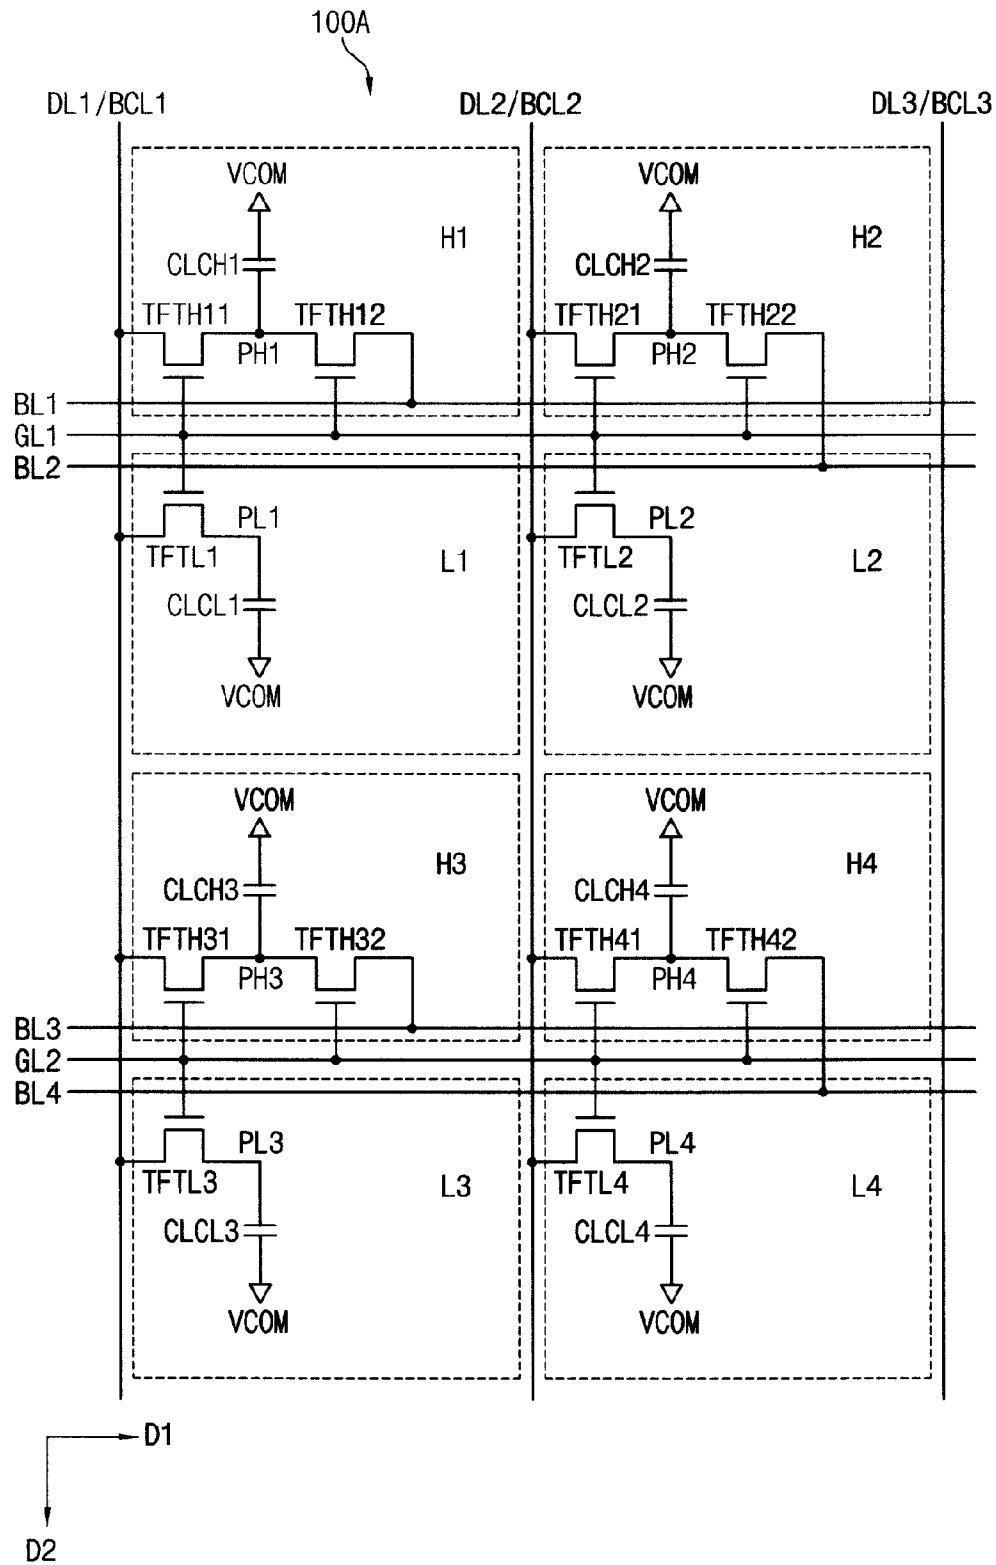 100A
DL1/BCL1 DL2/BCL2 DL3/BCL3
VCOM VCOM
H1 H2
CLCH1 CLCH2
TFTH11 TFTH12 TFTH21 TFTH22
PH1 PH2
BL1
GL1
BL2
PL1 PL2
TFTL1 L1 TFTL2 L2
CLCL1 CLCL2
VCOM VCOM
VCOM VCOM
H3 H4
CLCH3 CLCH4
TFTH31 TFTH32 TFTH41 TFTH42
PH3 PH4
BL3
GL2
BL4
PL3 PL4
TFTL3 L3 TFTL4 L4
CLCL3 CLCL4
VCOM VCOM
D1
D2